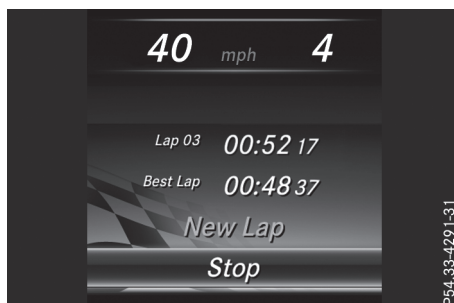 40 mph 4
Lap 03 00:52 17
Best Lap 00:48 37
New Lap
Stop
P54.33-4291-31